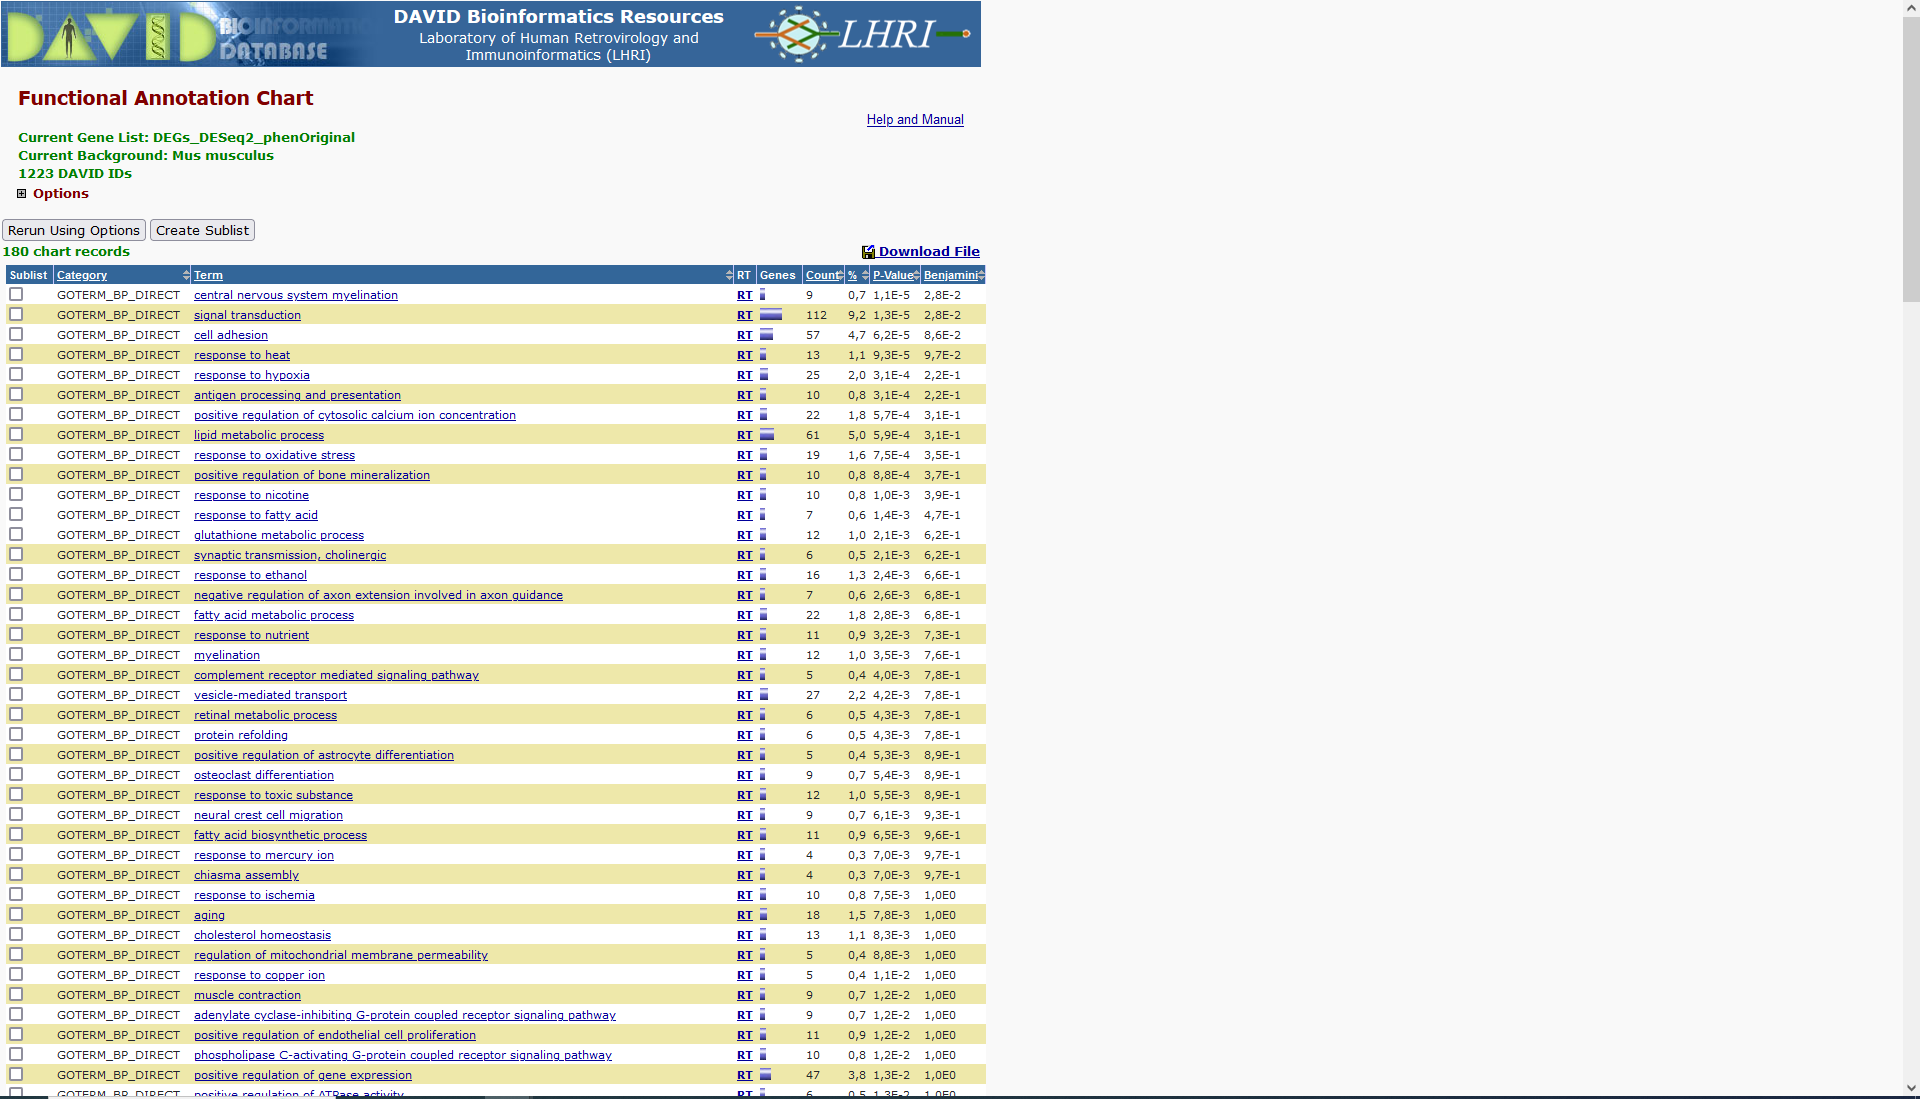 DAVID BIOINFORMATICS DATABASE
DAVID Bioinformatics Resources
Laboratory of Human Retrovirology and
Immunoinformatics (LHRI)
LHRI
Functional Annotation Chart
Help and Manual
Current Gene List: DEGs_DESeq2_phenOriginal
Current Background: Mus musculus
1223 DAVID IDs
Options
Rerun Using Options Create Sublist
180 chart records Download File
Sublist Category Term RT Genes Count % P-Value Benjamini
GOTERM_BP_DIRECT central nervous system myelination RT 9 0,7 1,1E-5 2,8E-2
GOTERM_BP_DIRECT signal transduction RT 112 9,2 1,3E-5 2,8E-2
GOTERM_BP_DIRECT cell adhesion RT 57 4,7 6,2E-5 8,6E-2
GOTERM_BP_DIRECT response to heat RT 13 1,1 9,3E-5 9,7E-2
GOTERM_BP_DIRECT response to hypoxia RT 25 2,0 3,1E-4 2,2E-1
GOTERM_BP_DIRECT antigen processing and presentation RT 10 0,8 3,1E-4 2,2E-1
GOTERM_BP_DIRECT positive regulation of cytosolic calcium ion concentration RT 22 1,8 5,7E-4 3,1E-1
GOTERM_BP_DIRECT lipid metabolic process RT 61 5,0 5,9E-4 3,1E-1
GOTERM_BP_DIRECT response to oxidative stress RT 19 1,6 7,5E-4 3,5E-1
GOTERM_BP_DIRECT positive regulation of bone mineralization RT 10 0,8 8,8E-4 3,7E-1
GOTERM_BP_DIRECT response to nicotine RT 10 0,8 1,0E-3 3,9E-1
GOTERM_BP_DIRECT response to fatty acid RT 7 0,6 1,4E-3 4,7E-1
GOTERM_BP_DIRECT glutathione metabolic process RT 12 1,0 2,1E-3 6,2E-1
GOTERM_BP_DIRECT synaptic transmission, cholinergic RT 6 0,5 2,1E-3 6,2E-1
GOTERM_BP_DIRECT response to ethanol RT 16 1,3 2,4E-3 6,6E-1
GOTERM_BP_DIRECT negative regulation of axon extension involved in axon guidance RT 7 0,6 2,6E-3 6,8E-1
GOTERM_BP_DIRECT fatty acid metabolic process RT 22 1,8 2,8E-3 6,8E-1
GOTERM_BP_DIRECT response to nutrient RT 11 0,9 3,2E-3 7,3E-1
GOTERM_BP_DIRECT myelination RT 12 1,0 3,5E-3 7,6E-1
GOTERM_BP_DIRECT complement receptor mediated signaling pathway RT 5 0,4 4,0E-3 7,8E-1
GOTERM_BP_DIRECT vesicle-mediated transport RT 27 2,2 4,2E-3 7,8E-1
GOTERM_BP_DIRECT retinal metabolic process RT 6 0,5 4,3E-3 7,8E-1
GOTERM_BP_DIRECT protein refolding RT 6 0,5 4,3E-3 7,8E-1
GOTERM_BP_DIRECT positive regulation of astrocyte differentiation RT 5 0,4 5,3E-3 8,9E-1
GOTERM_BP_DIRECT osteoclast differentiation RT 9 0,7 5,4E-3 8,9E-1
GOTERM_BP_DIRECT response to toxic substance RT 12 1,0 5,5E-3 8,9E-1
GOTERM_BP_DIRECT neural crest cell migration RT 9 0,7 6,1E-3 9,3E-1
GOTERM_BP_DIRECT fatty acid biosynthetic process RT 11 0,9 6,5E-3 9,6E-1
GOTERM_BP_DIRECT response to mercury ion RT 4 0,3 7,0E-3 9,7E-1
GOTERM_BP_DIRECT chiasma assembly RT 4 0,3 7,0E-3 9,7E-1
GOTERM_BP_DIRECT response to ischemia RT 10 0,8 7,5E-3 1,0E0
GOTERM_BP_DIRECT aging RT 18 1,5 7,8E-3 1,0E0
GOTERM_BP_DIRECT cholesterol homeostasis RT 13 1,1 8,3E-3 1,0E0
GOTERM_BP_DIRECT regulation of mitochondrial membrane permeability RT 5 0,4 8,8E-3 1,0E0
GOTERM_BP_DIRECT response to copper ion RT 5 0,4 1,1E-2 1,0E0
GOTERM_BP_DIRECT muscle contraction RT 9 0,7 1,2E-2 1,0E0
GOTERM_BP_DIRECT adenylate cyclase-inhibiting G-protein coupled receptor signaling pathway RT 9 0,7 1,2E-2 1,0E0
GOTERM_BP_DIRECT positive regulation of endothelial cell proliferation RT 11 0,9 1,2E-2 1,0E0
GOTERM_BP_DIRECT phospholipase C-activating G-protein coupled receptor signaling pathway RT 10 0,8 1,2E-2 1,0E0
GOTERM_BP_DIRECT positive regulation of gene expression RT 47 3,8 1,3E-2 1,0E0
GOTERM_BP_DIRECT positive regulation of ATPase activity RT 6 0,5 1,3E-2 1,0E0